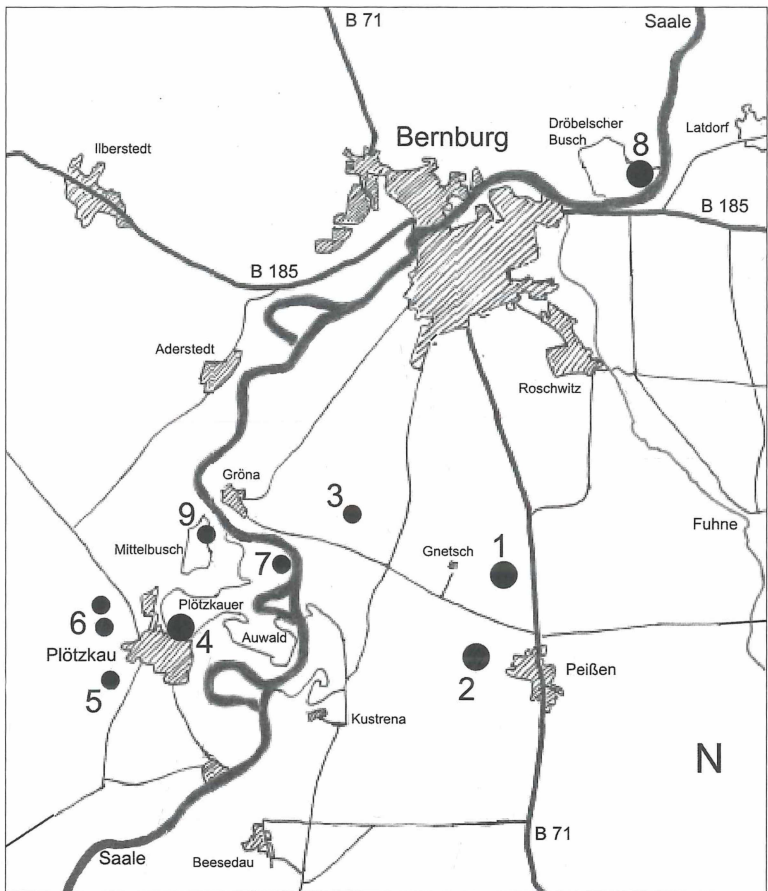 B 71
Saale
Bernburg
Dröbelscher
Busch
8
Latdorf
Ilberstedt
B 185
B 185
Aderstedt
Roschwitz
Gröna
3
9
Mittelbusch
7
Gnetsch
1
Fuhne
6
Plötzkauer
4
Auwald
Plötzkau
5
2
Peißen
Kustrena
N
B 71
Beesedau
Saale